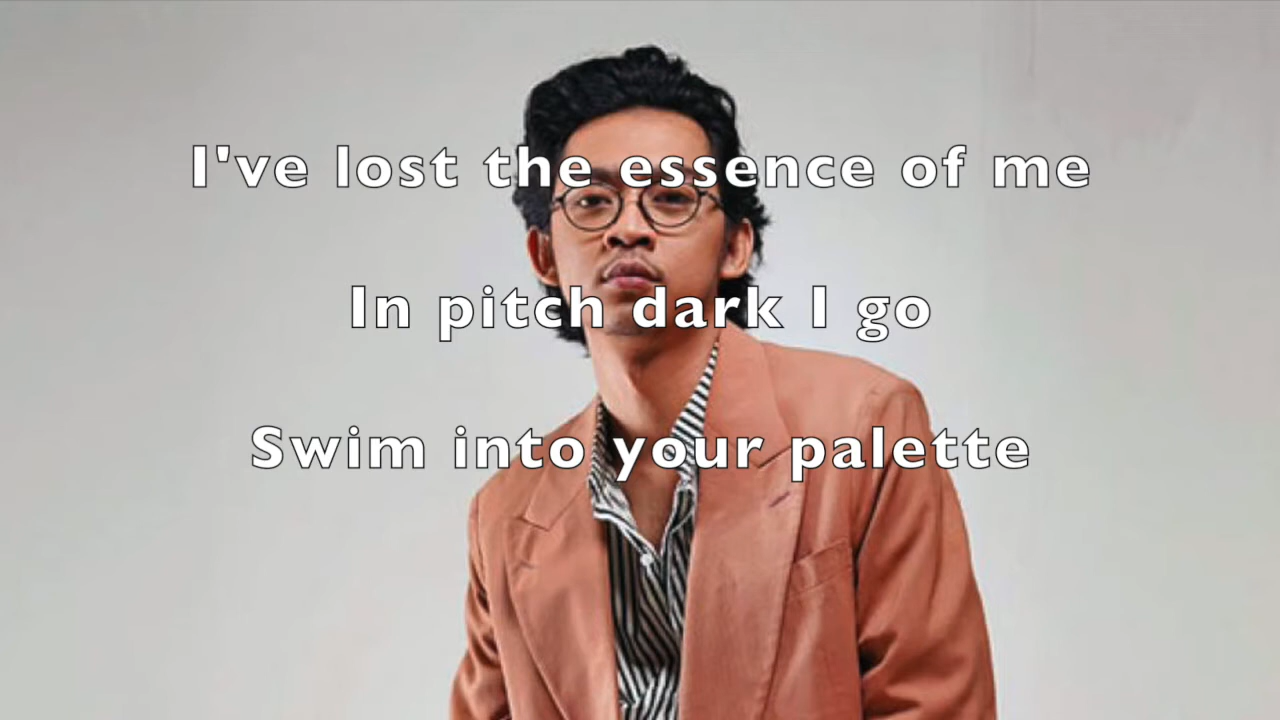 I've lost the essence of me
In pitch dark I go
Swim into your palette